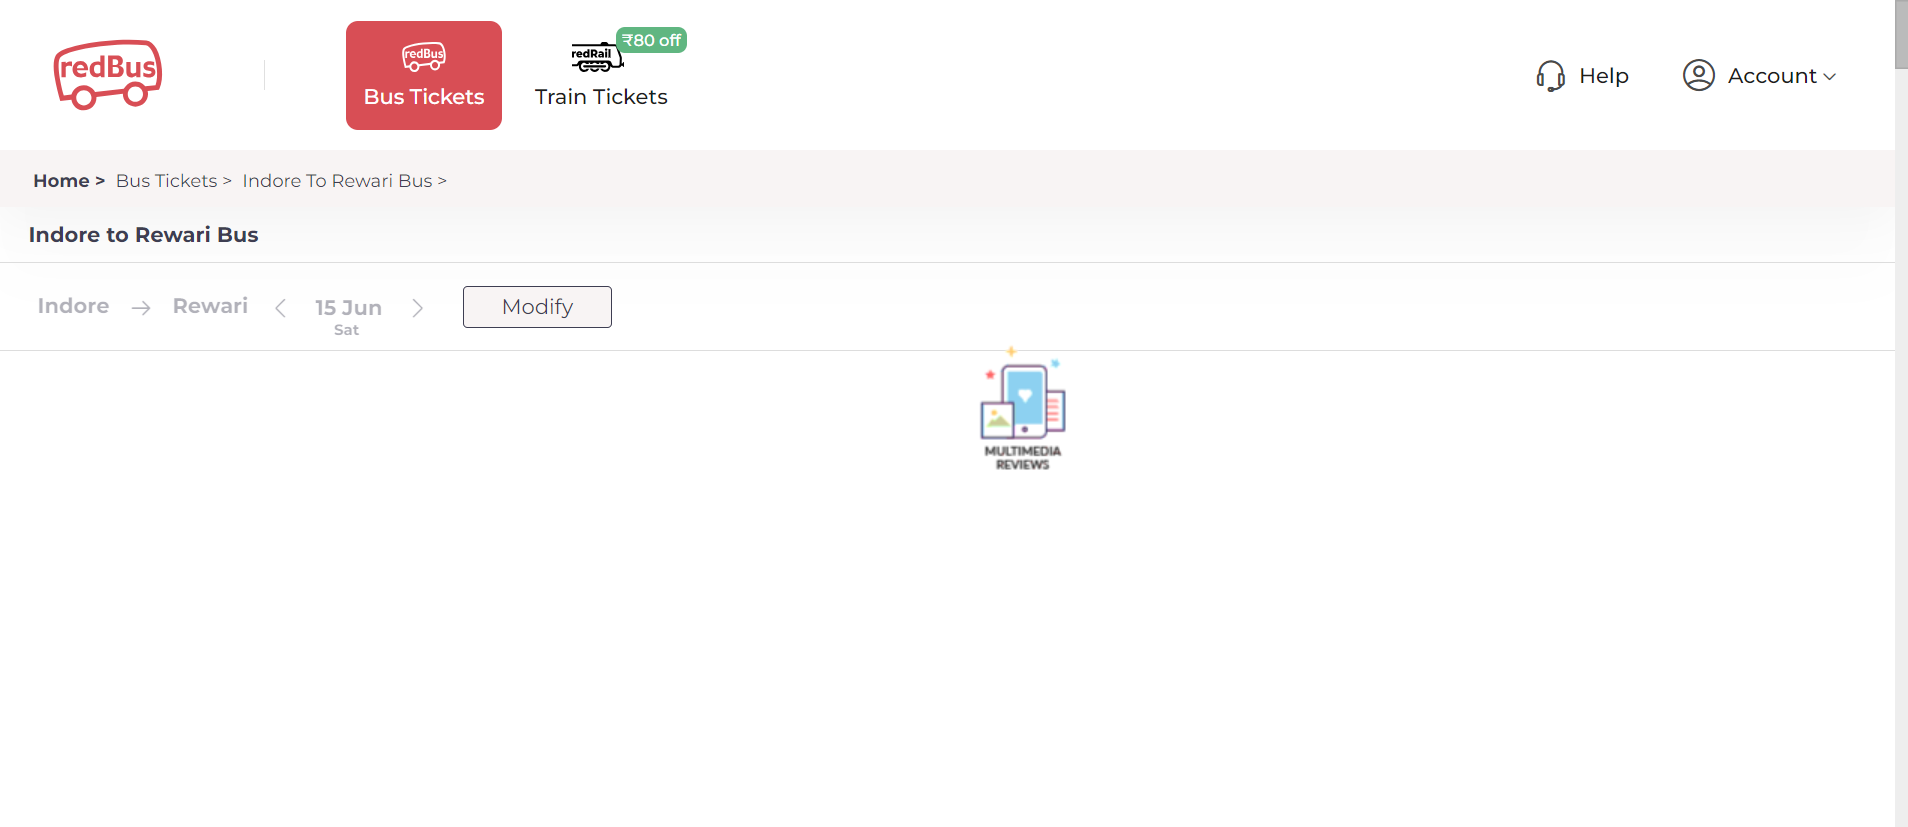 redBus
redBus
Bus Tickets
redRail
₹80 off
Train Tickets
Help
Account
Home > Bus Tickets > Indore To Rewari Bus >
Indore to Rewari Bus
Indore → Rewari < 15 Jun > Modify
Sat
MULTIMEDIA
REVIEWS